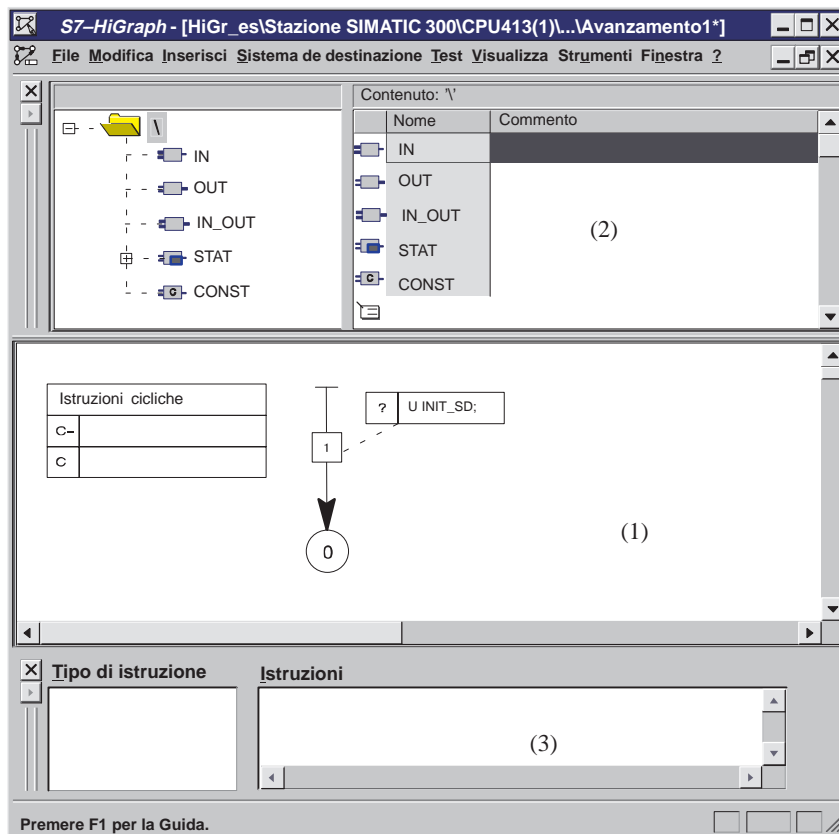 S7–HiGraph - [HiGr_es\Stazione SIMATIC 300\CPU413(1)\...\Avanzamento1*]
File Modifica Inserisci Sistema de destinazione Test Visualizza Strumenti Finestra ?
Contenuto: '\'
\
IN
OUT
IN_OUT
STAT
C CONST
Nome Commento
IN
OUT
IN_OUT
STAT
C CONST
(2)
Istruzioni cicliche
C–
C
? U INIT_SD;
1
0
(1)
Tipo di istruzione Istruzioni
(3)
Premere F1 per la Guida.